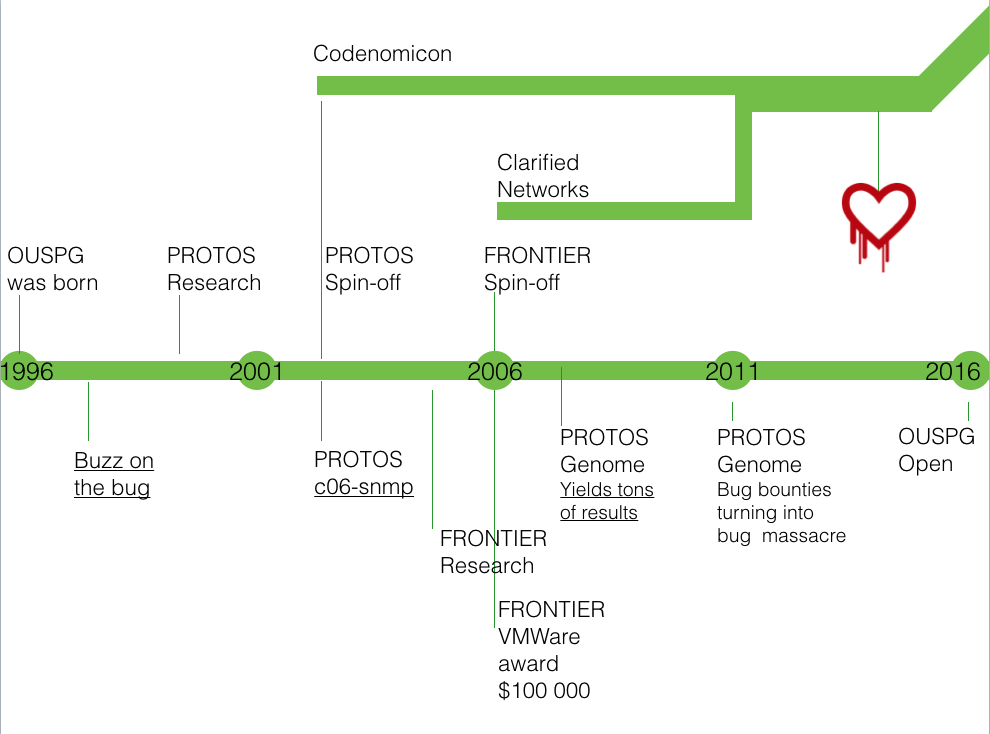 Codenomicon
Clarified
Networks
OUSPG
was born
PROTOS
Research
PROTOS
Spin-off
FRONTIER
Spin-off
1996
2001
2006
2011
2016
Buzz on
the bug
PROTOS
c06-snmp
FRONTIER
Research
FRONTIER
VMWare
award
$100 000
PROTOS
Genome
Yields tons
of results
PROTOS
Genome
Bug bounties
turning into
bug  massacre
OUSPG
Open